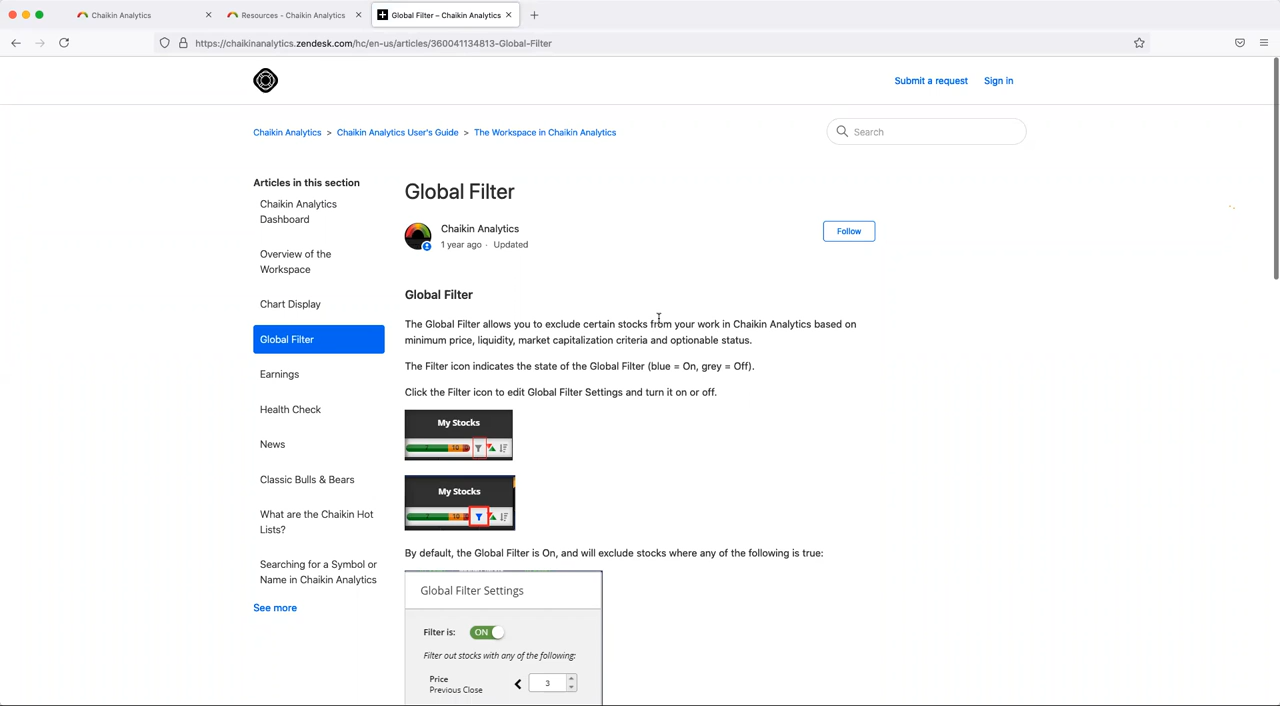 Chaikin Analytics
Resources - Chaikin Analytics
Global Filter – Chaikin Analytics
https://chaikinanalytics.zendesk.com/hc/en-us/articles/360041134813-Global-Filter
Submit a request
Sign in
Chaikin Analytics > Chaikin Analytics User's Guide > The Workspace in Chaikin Analytics
Search
Articles in this section
Chaikin Analytics
Dashboard
Overview of the
Workspace
Chart Display
Global Filter
Earnings
Health Check
News
Classic Bulls & Bears
What are the Chaikin Hot
Lists?
Searching for a Symbol or
Name in Chaikin Analytics
See more
Global Filter
Chaikin Analytics
1 year ago · Updated
Follow
Global Filter
The Global Filter allows you to exclude certain stocks from your work in Chaikin Analytics based on
minimum price, liquidity, market capitalization criteria and optionable status.
The Filter icon indicates the state of the Global Filter (blue = On, grey = Off).
Click the Filter icon to edit Global Filter Settings and turn it on or off.
My Stocks
My Stocks
By default, the Global Filter is On, and will exclude stocks where any of the following is true:
Global Filter Settings
Filter is: ON
Filter out stocks with any of the following:
Price
Previous Close
3